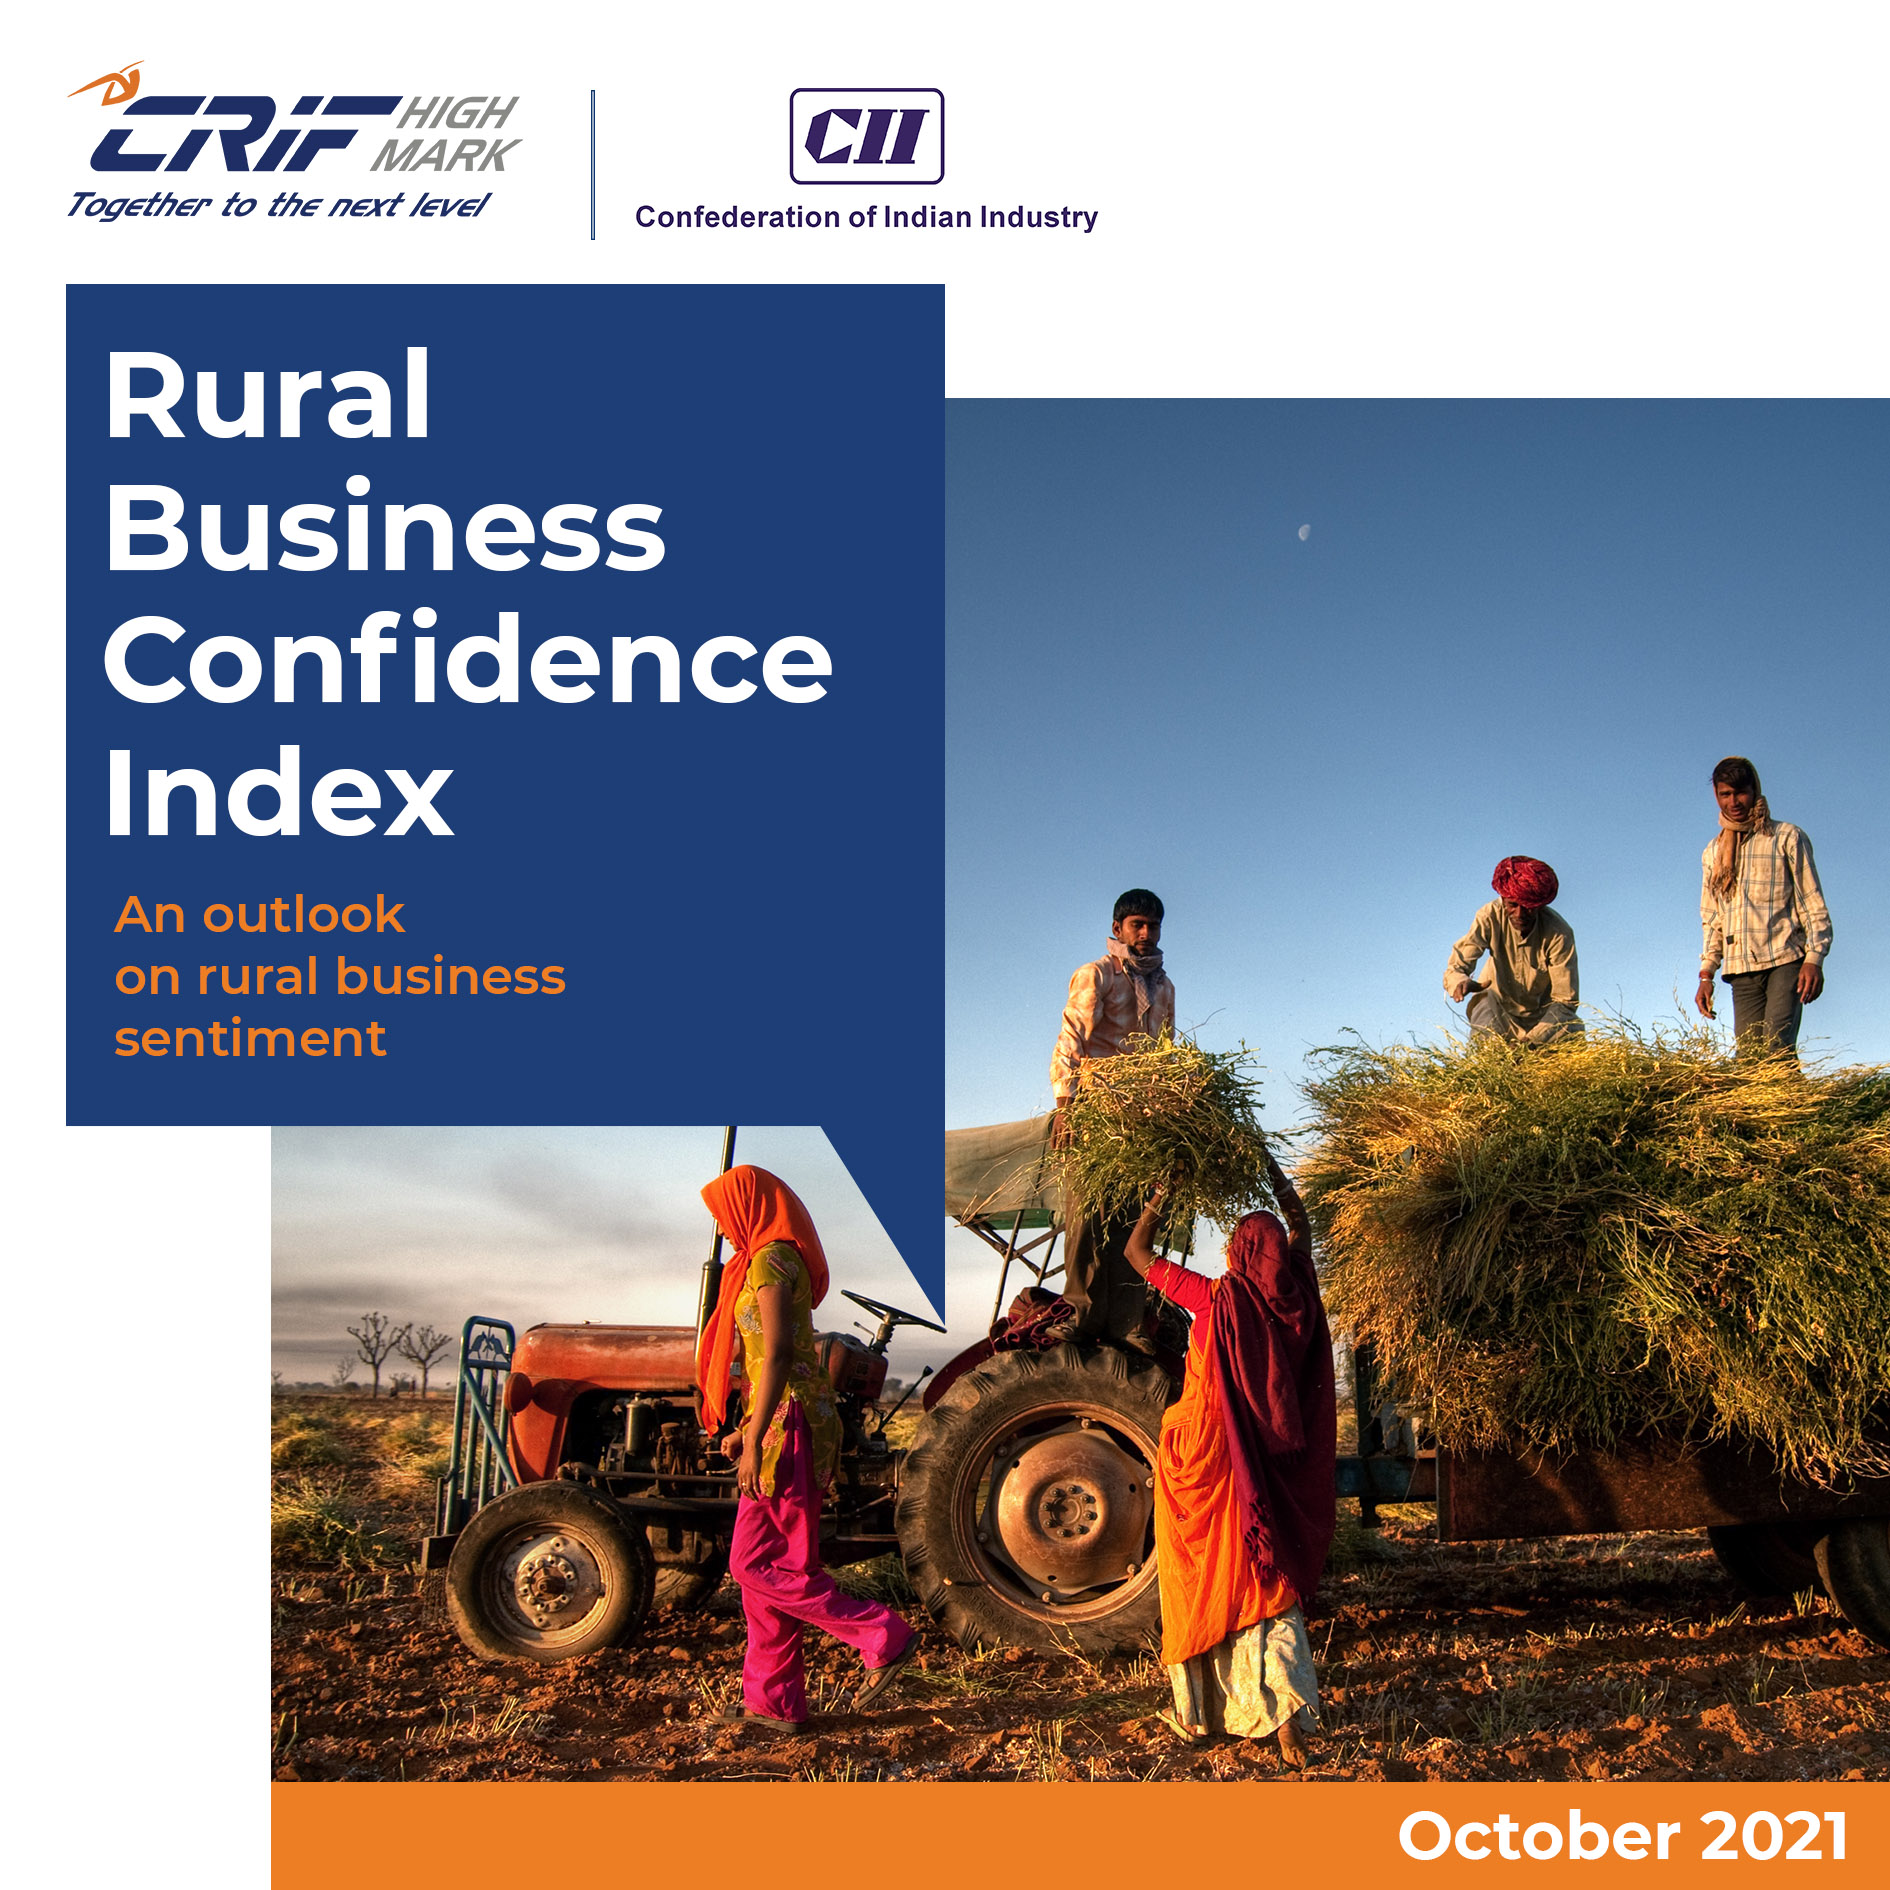 CRIF HIGH
MARK
Together to the next level
CII
Confederation of Indian Industry
Rural
Business
Confidence
Index
An outlook
on rural business
sentiment
October 2021